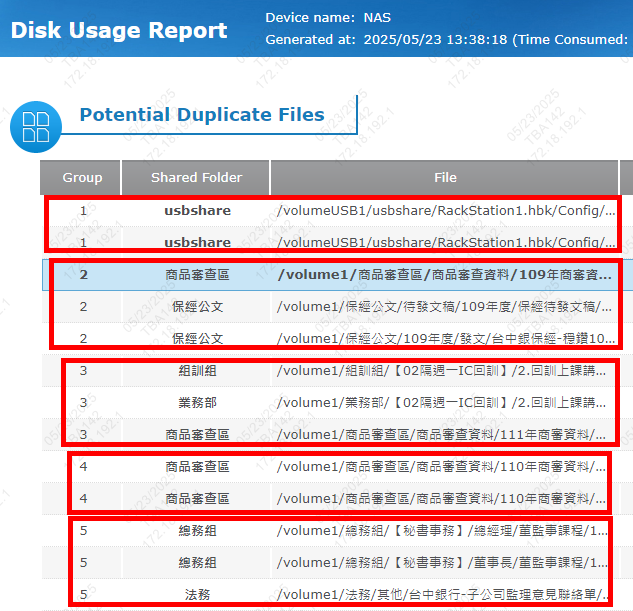 Disk Usage Report
Device name: NAS
Generated at: 2025/05/23 13:38:18 (Time Consumed:
Potential Duplicate Files
Group Shared Folder File
1 usbshare /volumeUSB1/usbshare/RackStation1.hbk/Config/...
1 usbshare /volumeUSB1/usbshare/RackStation1.hbk/Config/...
2 商品審查區 /volume1/商品審查區/商品審查資料/109年商審資...
2 保經公文 /volume1/保經公文/待發文稿/109年度/保經待發文稿/...
2 保經公文 /volume1/保經公文/109年度/發文/台中銀保經-穩鑽10...
3 組訓組 /volume1/組訓組/【02隔週一IC回訓】/2.回訓上課講...
3 業務部 /volume1/業務部/【02隔週一IC回訓】/2.回訓上課講...
3 商品審查區 /volume1/商品審查區/商品審查資料/111年商審資料/...
4 商品審查區 /volume1/商品審查區/商品審查資料/110年商審資料/...
4 商品審查區 /volume1/商品審查區/商品審查資料/110年商審資料/...
5 總務組 /volume1/總務組/【秘書事務】/總經理/董監事課程/1...
5 總務組 /volume1/總務組/【秘書事務】/董事長/董監事課程/1...
5 法務 /volume1/法務/其他/台中銀行-子公司監理意見聯絡單/...
05/23/2025
TBA142
172.18.192.1